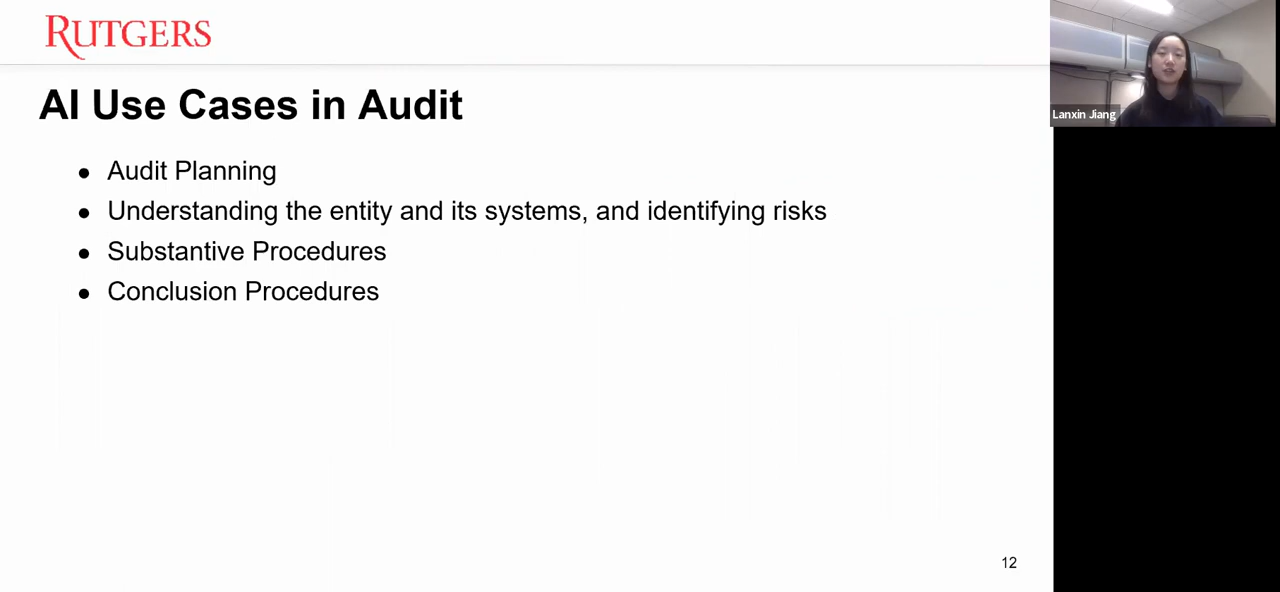 RUTGERS
AI Use Cases in Audit
● Audit Planning
● Understanding the entity and its systems, and identifying risks
● Substantive Procedures
● Conclusion Procedures
12
Lanxin Jiang